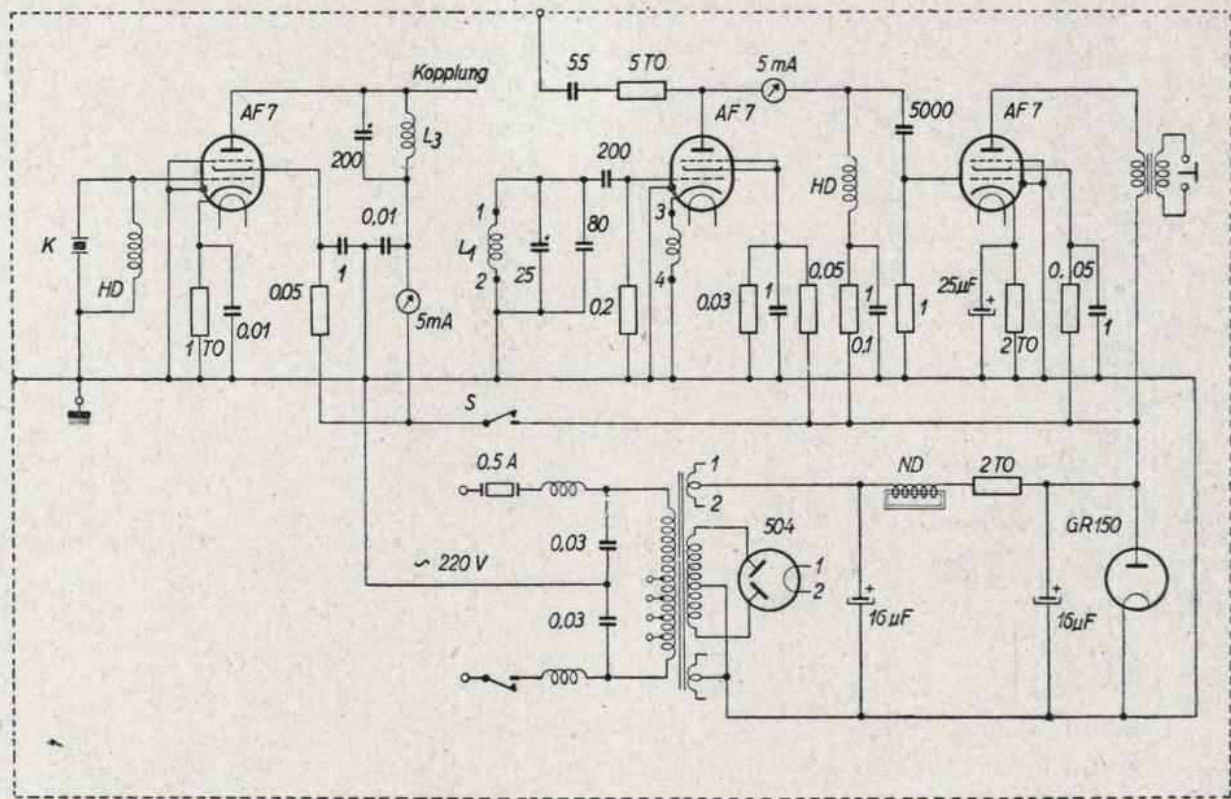 Kopplung
55
5 TO
5 mA
AF 7
AF 7
AF 7
5000
200
L3
200
HD
0,01
1
3
80
K
L1
25
HD
1
2
4
0,05
25µF
0,05
0,05
5mA
0,2
0,03
1
1
1
1
0,01
0,1
1 TO
2 TO
S
0.5 A
1
2
ND
2 TO
504
GR150
0,03
1
2
~ 220 V
0,03
16µF
16µF